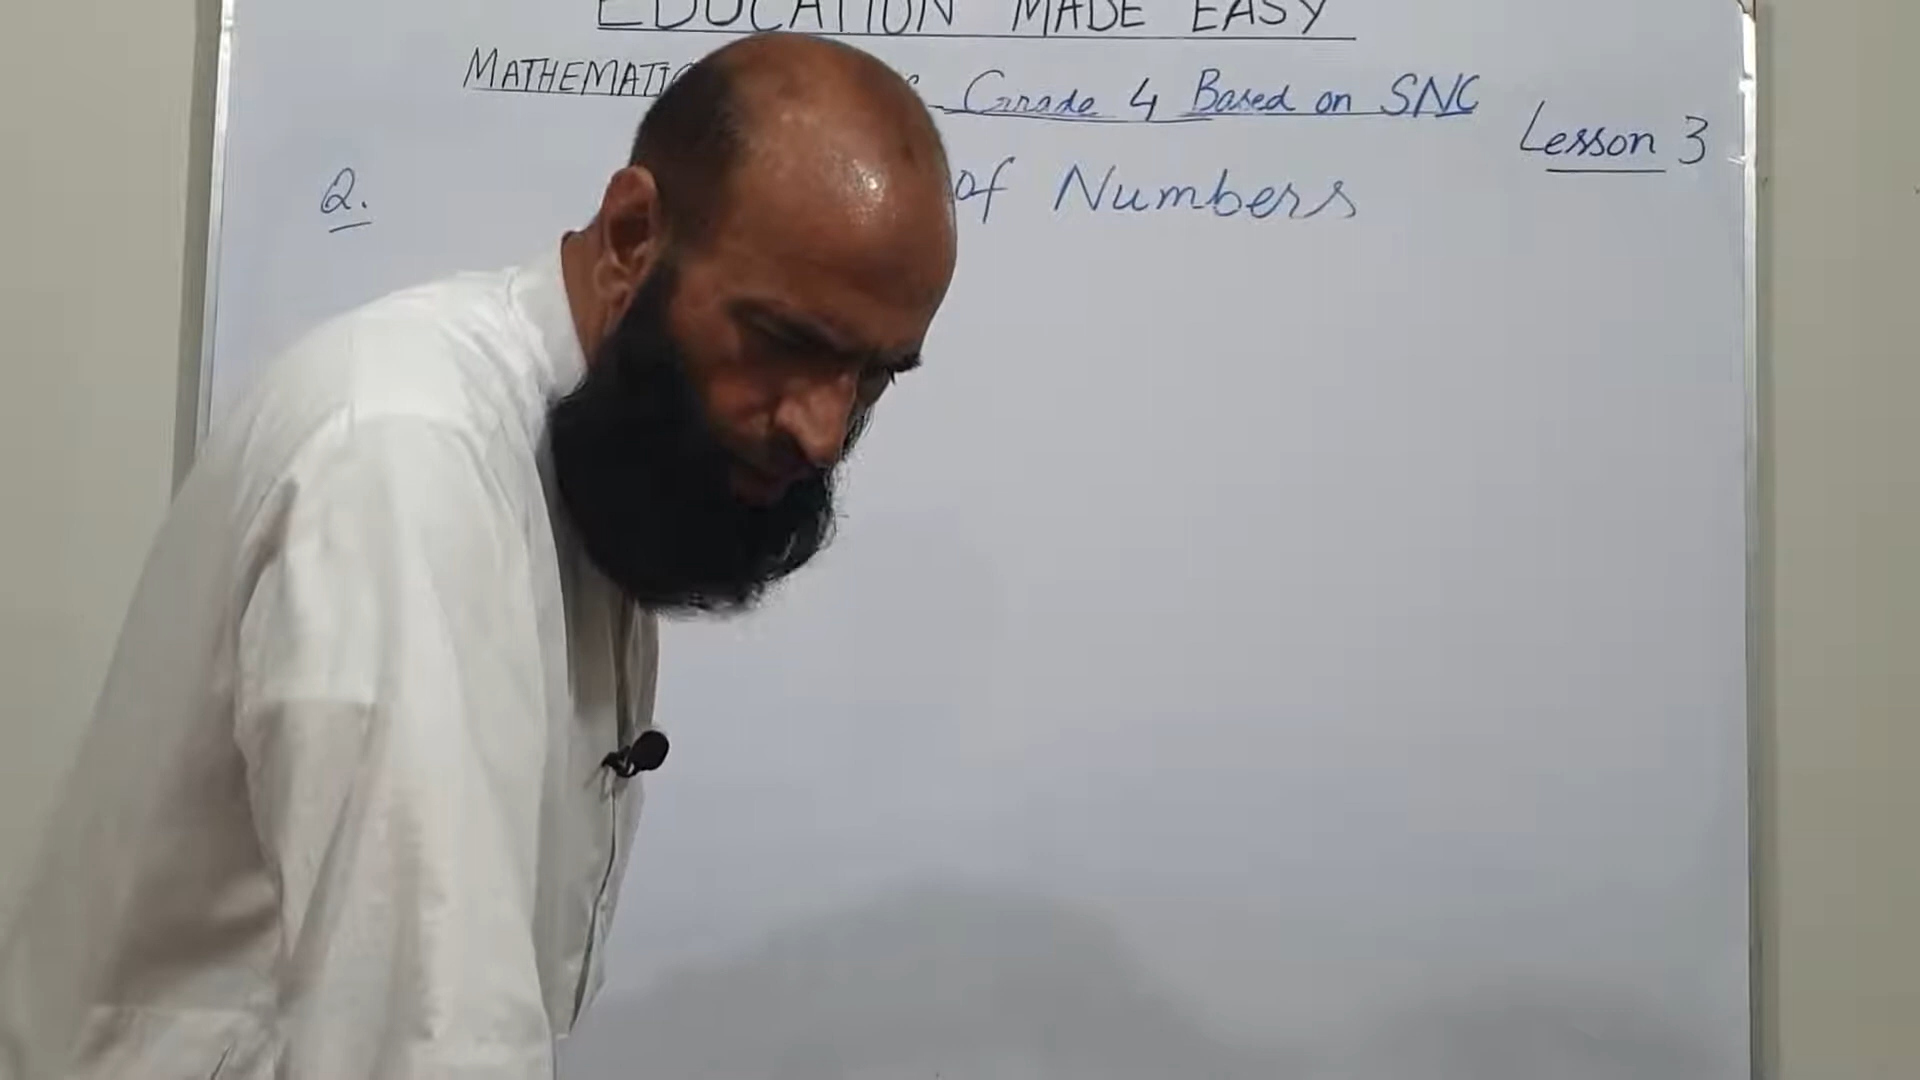 EDUCATION MADE EASY
MATHEMATI Grade 4 Based on SNC
Lesson 3
Q. of Numbers